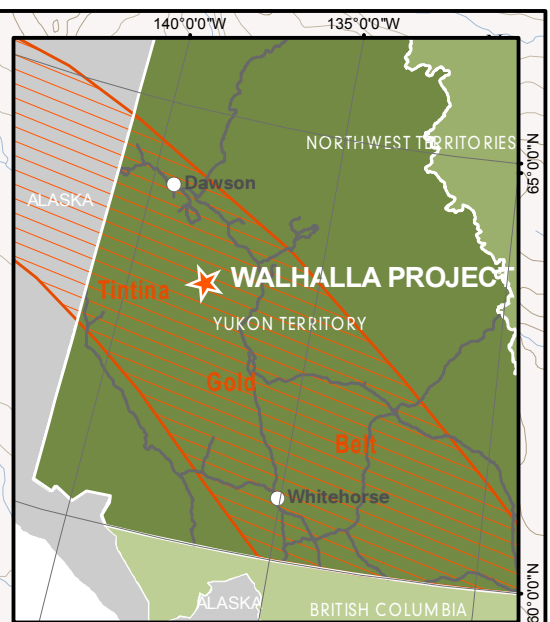 140°0'0"W
135°0'0"W
NORTHWEST TERRITORIES
65°0'0"N
Dawson
ALASKA
WALHALLA PROJECT
Tintina
YUKON TERRITORY
Gold
Belt
Whitehorse
ALASKA
BRITISH COLUMBIA
60°0'0"N